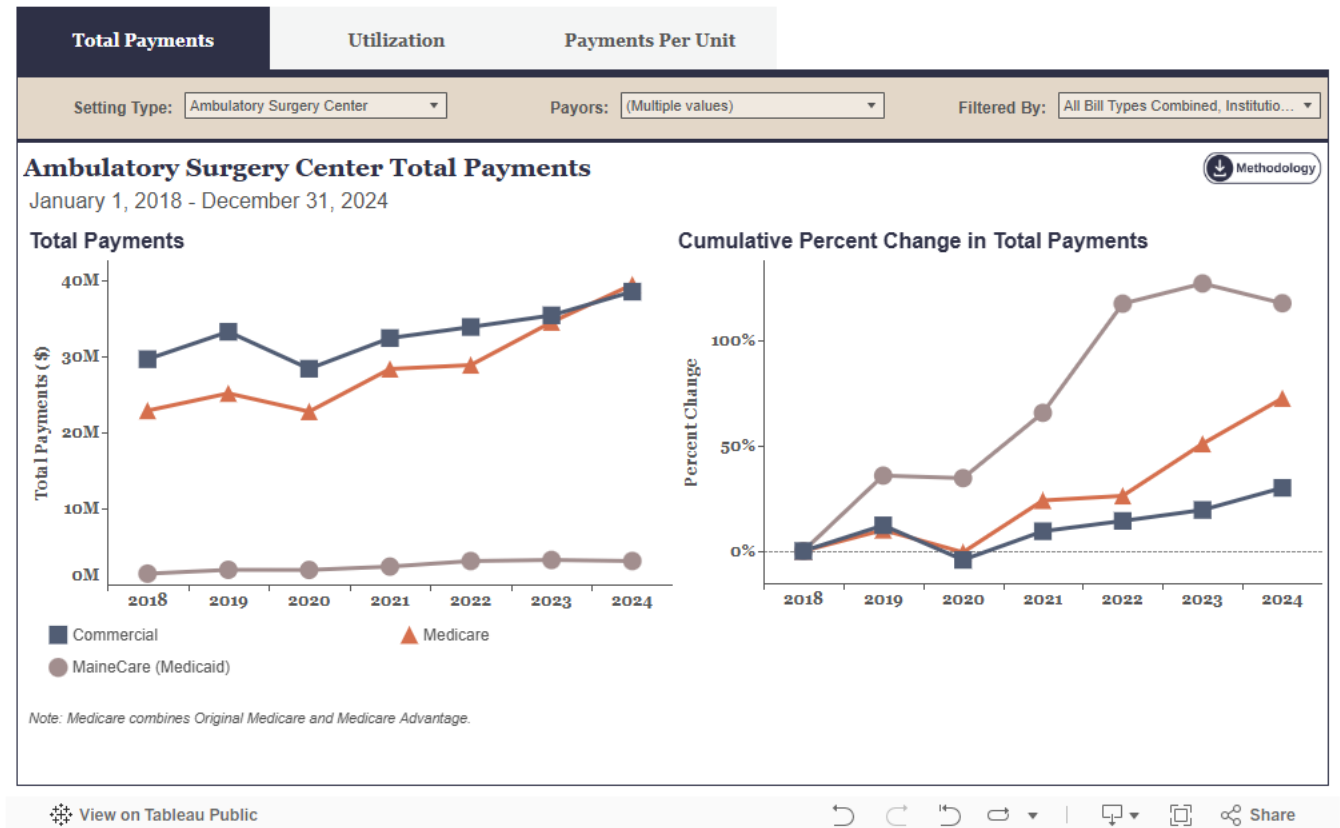 Total Payments Utilization Payments Per Unit
Setting Type: Ambulatory Surgery Center Payors: (Multiple values) Filtered By: All Bill Types Combined, Institutio...
Ambulatory Surgery Center Total Payments
Methodology
January 1, 2018 - December 31, 2024
Total Payments
Cumulative Percent Change in Total Payments
Total Payments ($)
40M
30M
20M
10M
0M
2018 2019 2020 2021 2022 2023 2024
Percent Change
100%
50%
0%
2018 2019 2020 2021 2022 2023 2024
Commercial Medicare
MaineCare (Medicaid)
Note: Medicare combines Original Medicare and Medicare Advantage.
View on Tableau Public Share